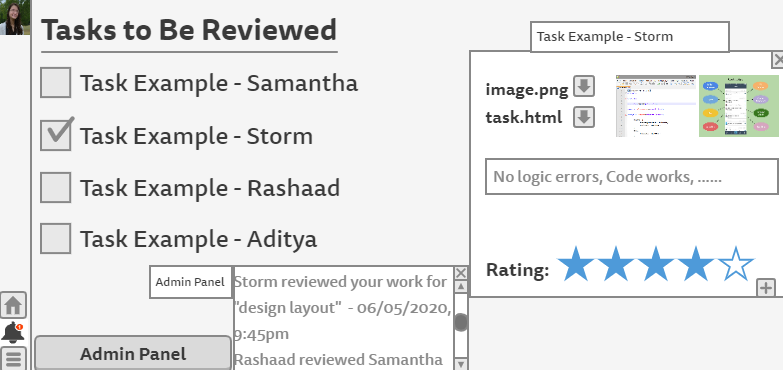 Tasks to Be Reviewed
Task Example - Samantha
Task Example - Storm
Task Example - Rashaad
Task Example - Aditya
Admin Panel
Storm reviewed your work for
"design layout" - 06/05/2020,
9:45pm
Rashaad reviewed Samantha
Admin Panel
Task Example - Storm
image.png
task.html
No logic errors, Code works, ......
Rating: